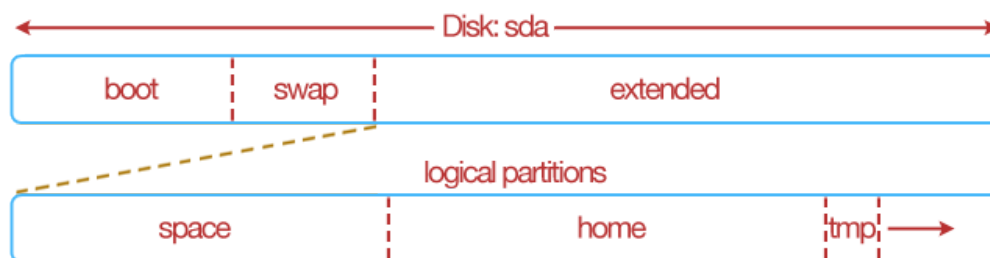 Disk: sda
boot swap extended
logical partitions
space home tmp